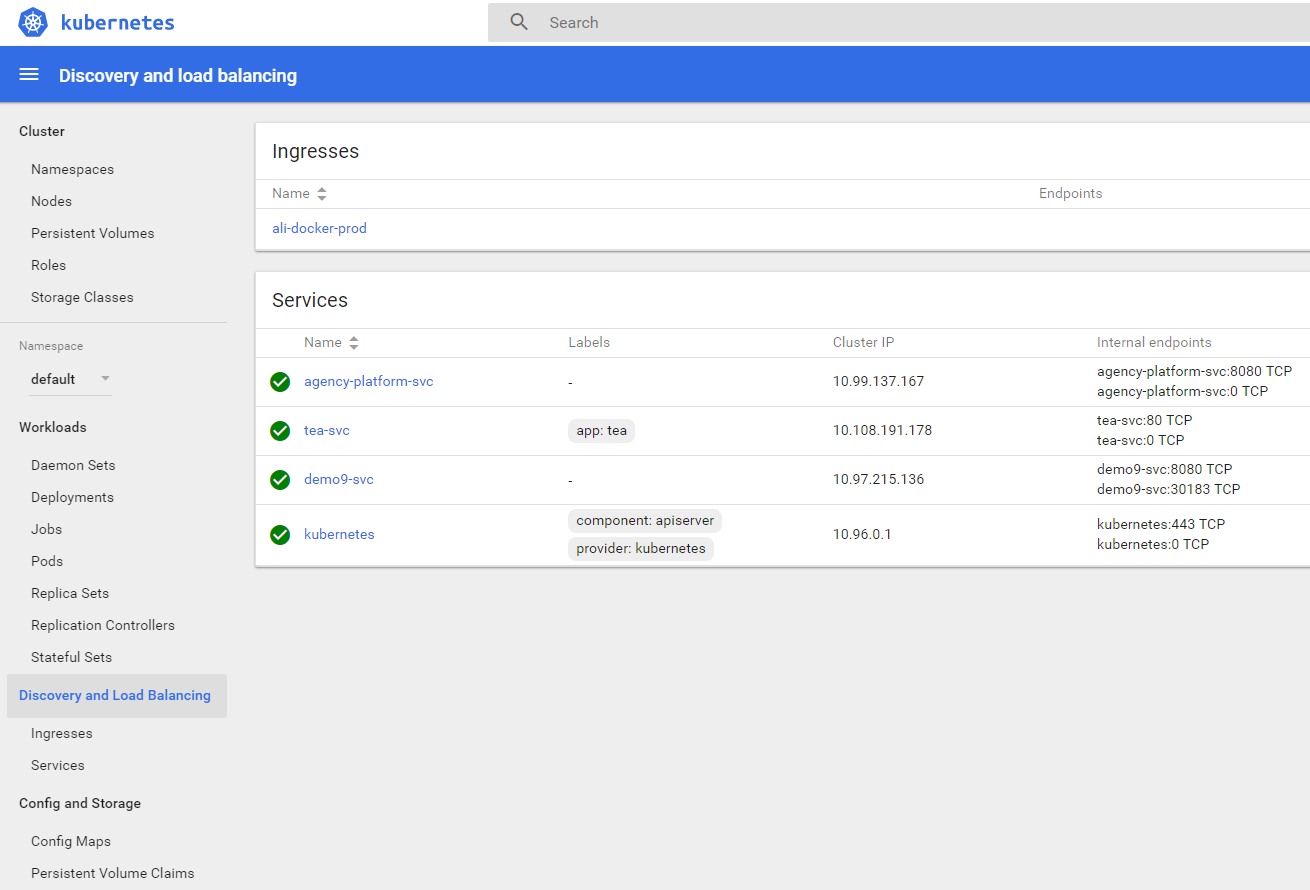 kubernetes
Search
Discovery and load balancing
Cluster
Namespaces
Nodes
Persistent Volumes
Roles
Storage Classes
Namespace
default
Workloads
Daemon Sets
Deployments
Jobs
Pods
Replica Sets
Replication Controllers
Stateful Sets
Discovery and Load Balancing
Ingresses
Services
Config and Storage
Config Maps
Persistent Volume Claims
Ingresses
Name Endpoints
ali-docker-prod
Services
Name Labels Cluster IP Internal endpoints
agency-platform-svc - 10.99.137.167 agency-platform-svc:8080 TCP
agency-platform-svc:0 TCP
tea-svc app: tea 10.108.191.178 tea-svc:80 TCP
tea-svc:0 TCP
demo9-svc - 10.97.215.136 demo9-svc:8080 TCP
demo9-svc:30183 TCP
kubernetes component: apiserver 10.96.0.1 kubernetes:443 TCP
provider: kubernetes kubernetes:0 TCP